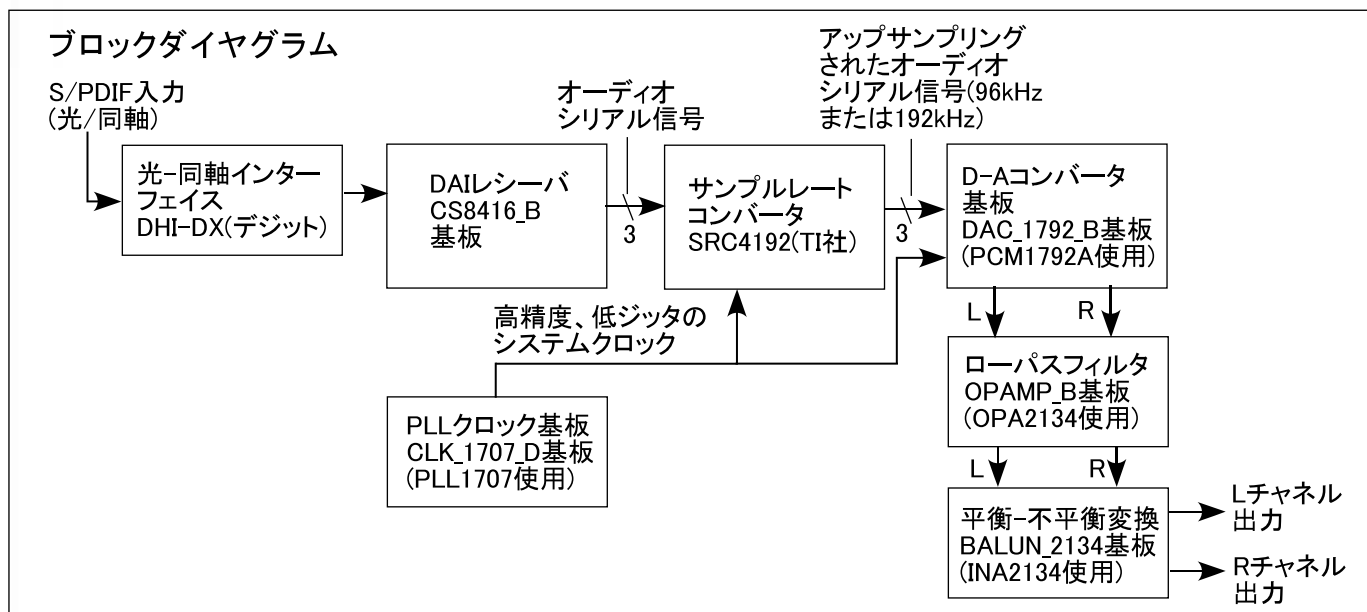 ブロックダイヤグラム
S/PDIF入力
(光/同軸)
光-同軸インター
フェイス
DHI-DX(デジット)
DAIレシーバ
CS8416_B
基板
オーディオ
シリアル信号
3
サンプルレート
コンバータ
SRC4192(TI社)
アップサンプリング
されたオーディオ
シリアル信号(96kHz
または192kHz)
3
D-Aコンバータ
基板
DAC_1792_B基板
(PCM1792A使用)
高精度、低ジッタの
システムクロック
PLLクロック基板
CLK_1707_D基板
(PLL1707使用)
L
R
ローパスフィルタ
OPAMP_B基板
(OPA2134使用)
L
R
平衡-不平衡変換
BALUN_2134基板
(INA2134使用)
Lチャネル
出力
Rチャネル
出力